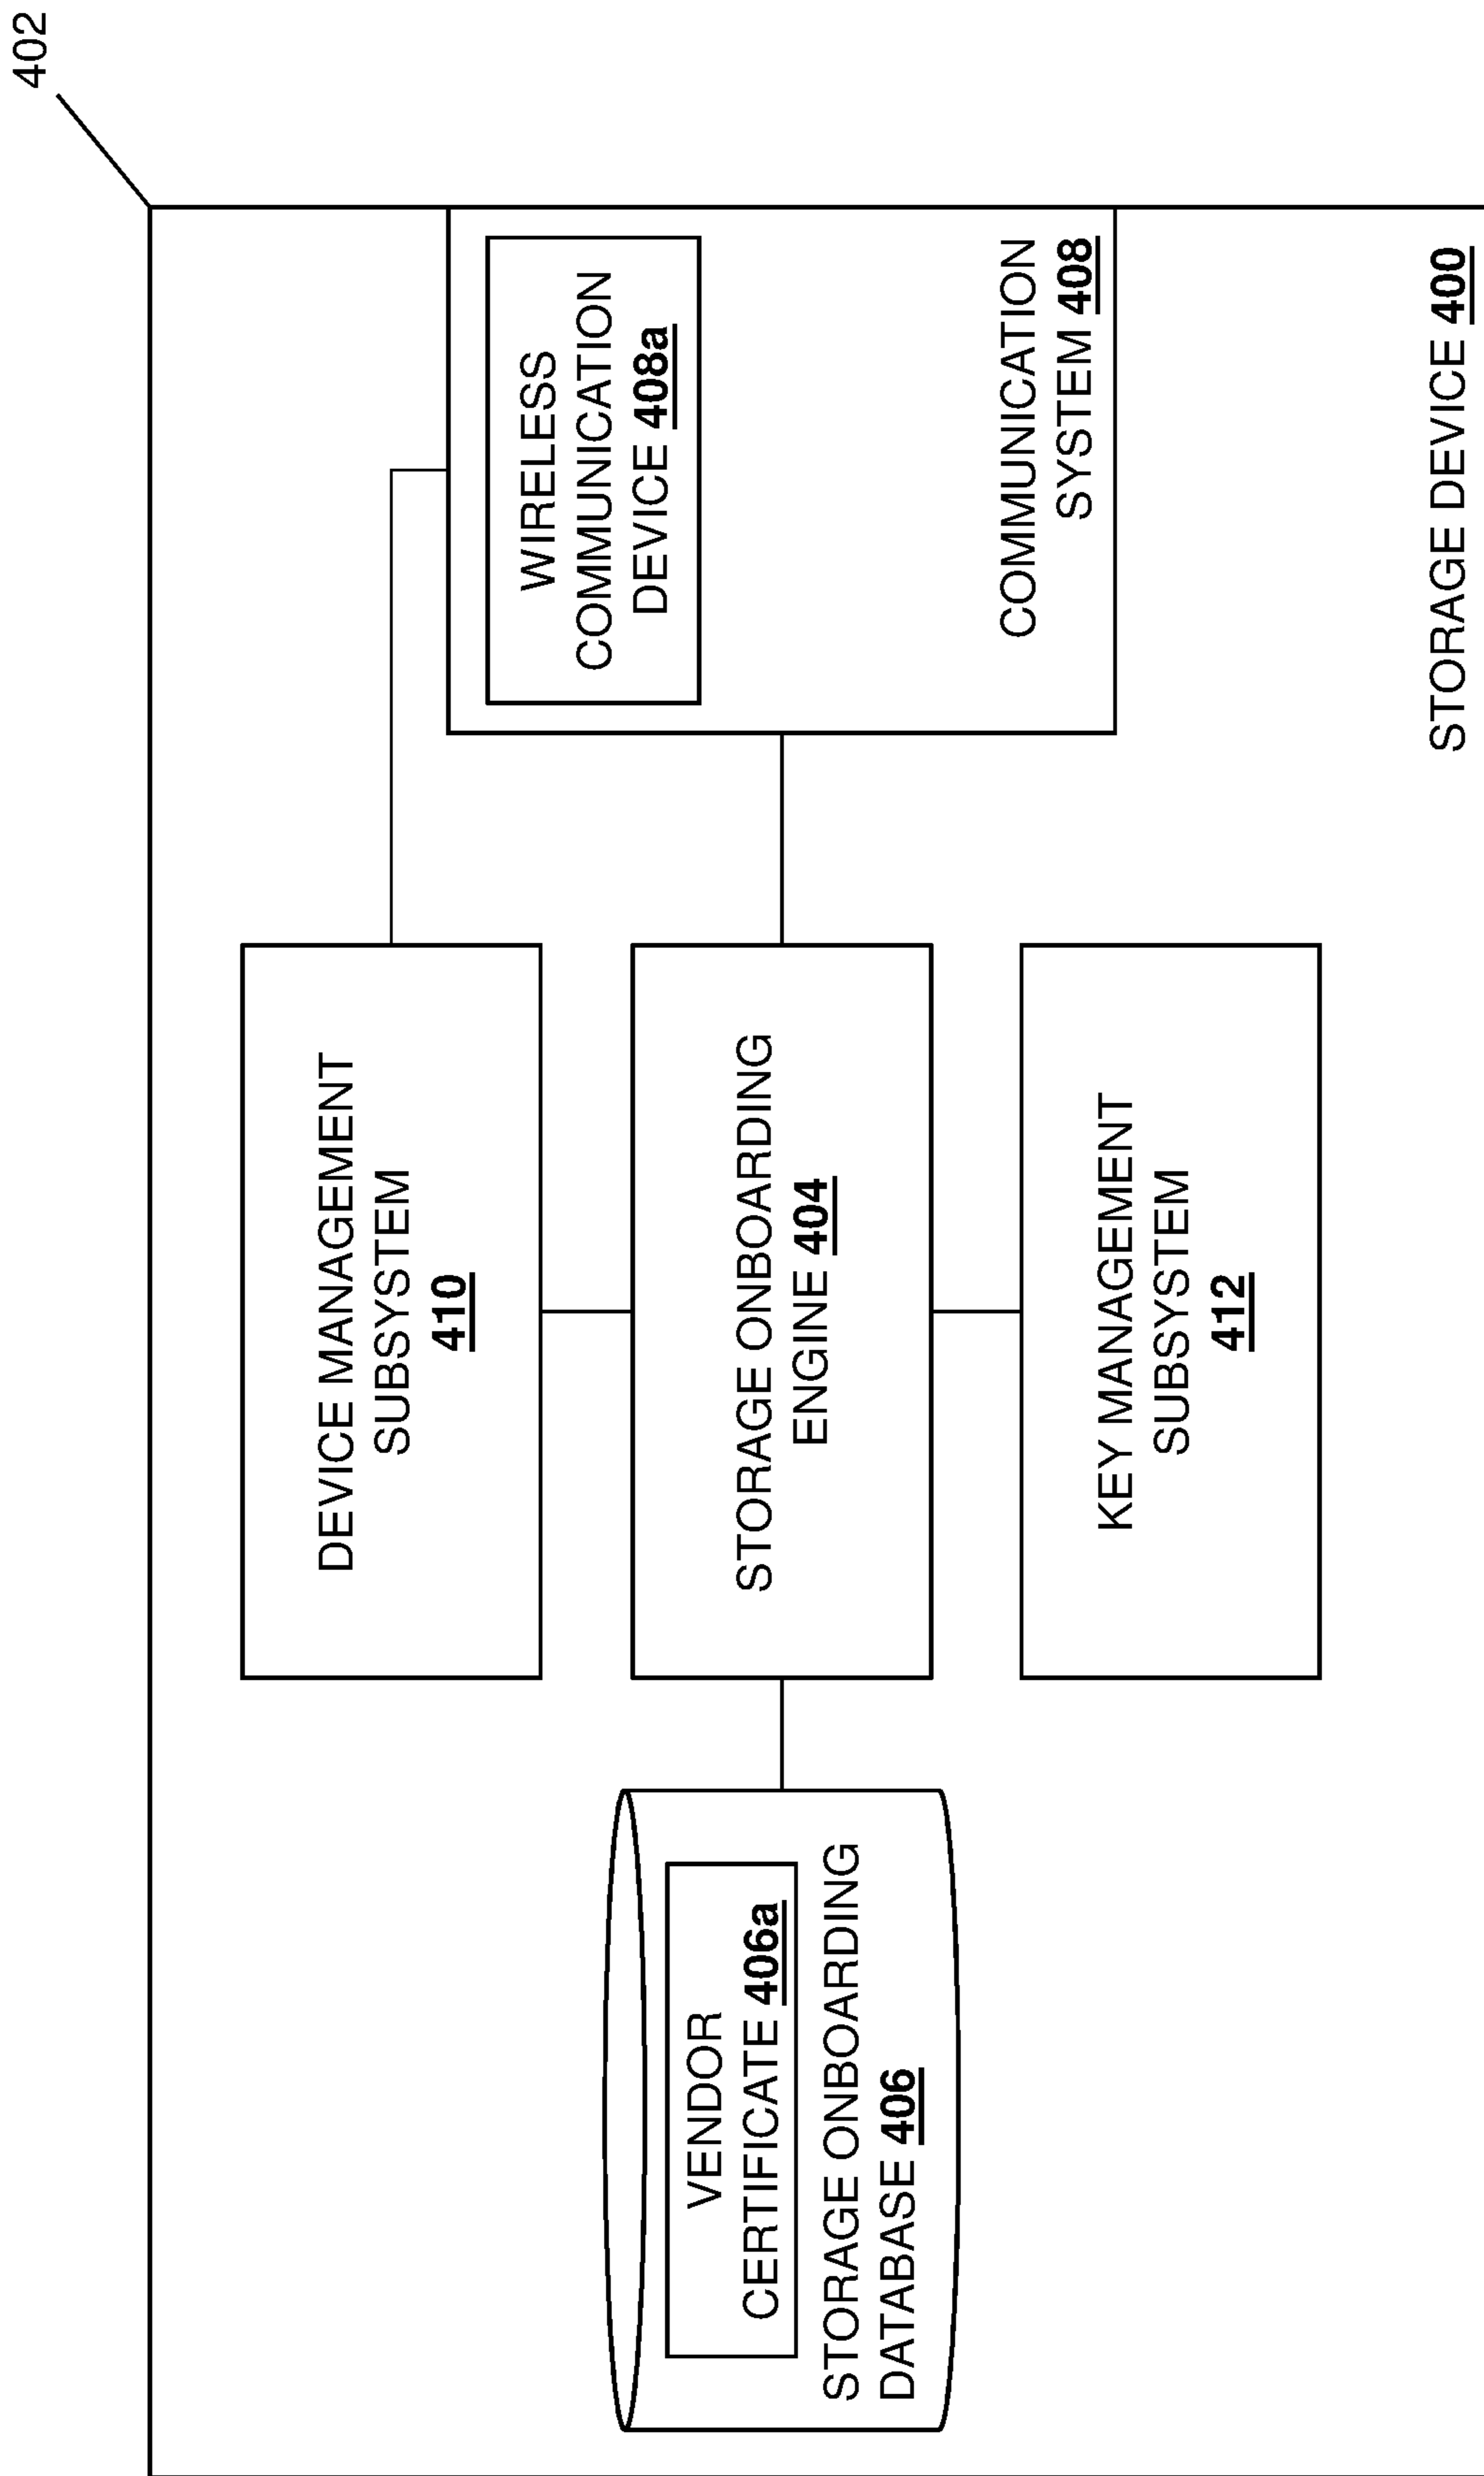 402
DEVICE MANAGEMENT
SUBSYSTEM
410
WIRELESS
COMMUNICATION
DEVICE 408a
VENDOR
CERTIFICATE 406a
STORAGE ONBOARDING
DATABASE 406
STORAGE ONBOARDING
ENGINE 404
COMMUNICATION
SYSTEM 408
KEY MANAGEMENT
SUBSYSTEM
412
STORAGE DEVICE 400